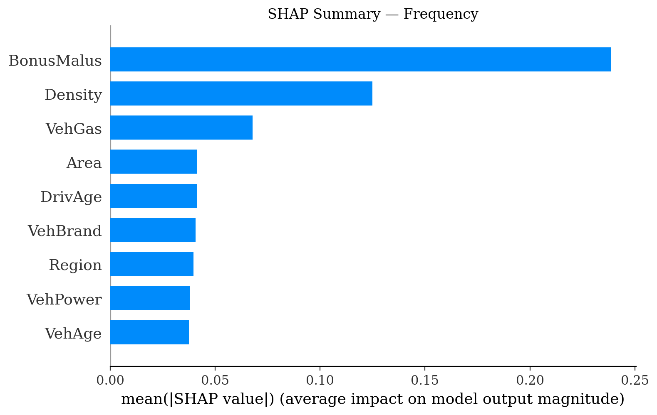 SHAP Summary — Frequency
BonusMalus
Density
VehGas
Area
DrivAge
VehBrand
Region
VehPower
VehAge
0.00 0.05 0.10 0.15 0.20 0.25
mean(|SHAP value|) (average impact on model output magnitude)